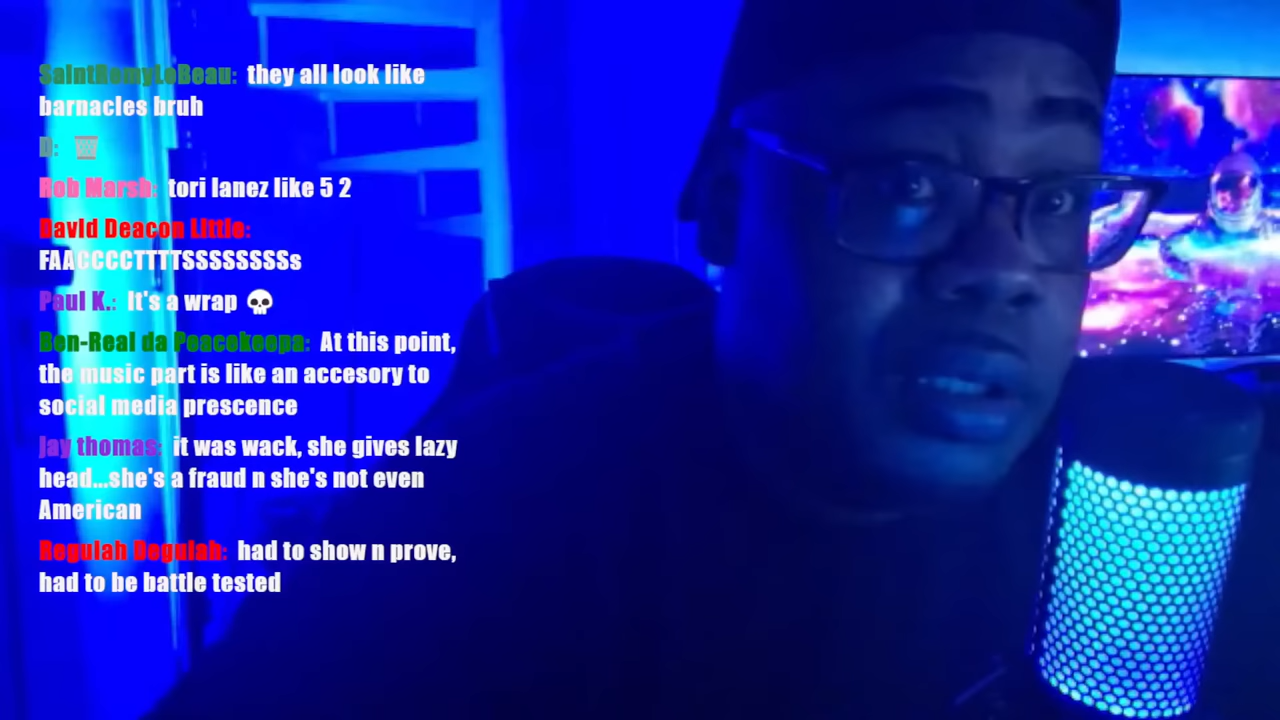 SaintRemyLeBeau: they all look like
barnacles bruh
D:
Rob Marsh: tori lanez like 5 2
David Deacon Little:
FAACCCCTTTTSSSSSSSSs
Paul K.: It's a wrap 💀
Ben-Real da Peacekeepa: At this point,
the music part is like an accesory to
social media prescence
Jay thomas: it was wack, she gives lazy
head...she's a fraud n she's not even
American
Regulah Degulah: had to show n prove,
had to be battle tested